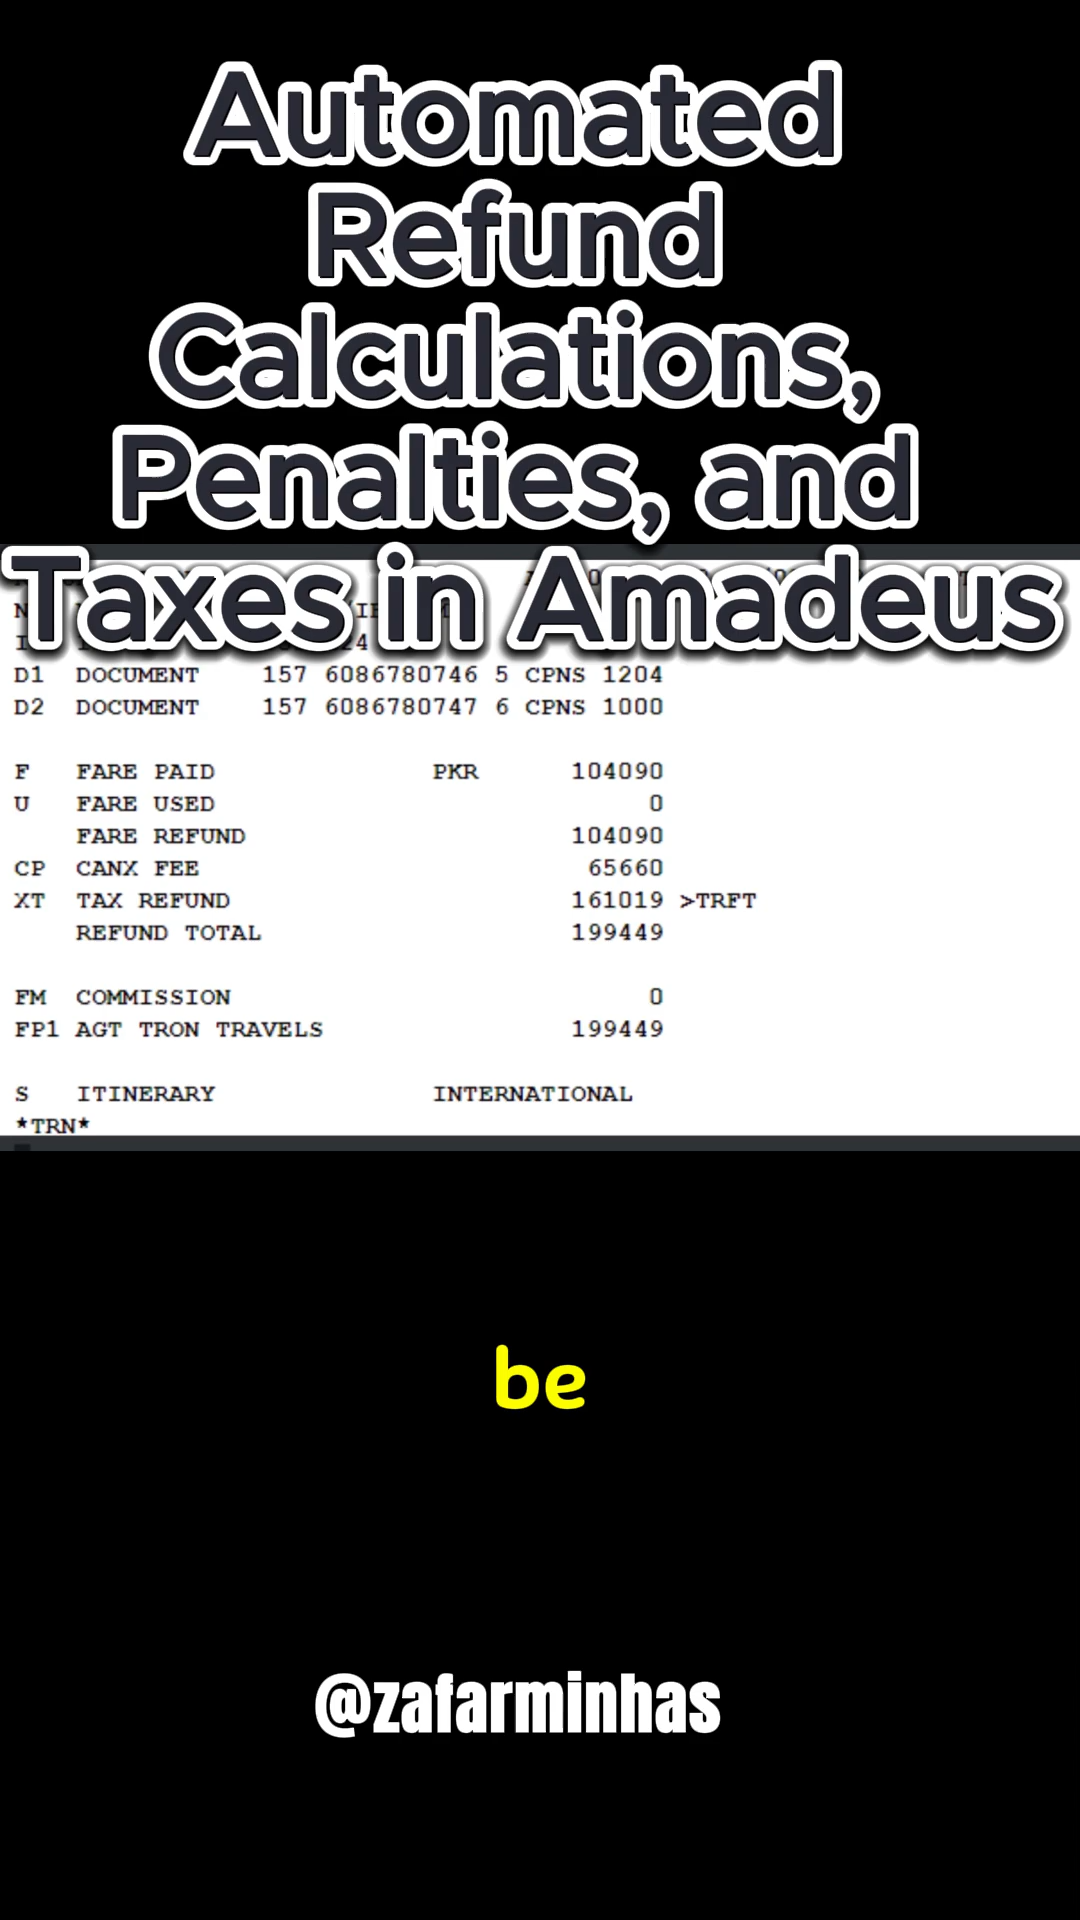 Automated
Refund
Calculations,
Penalties, and
Taxes in Amadeus
D1 DOCUMENT 157 6086780746 5 CPNS 1204
D2 DOCUMENT 157 6086780747 6 CPNS 1000
F FARE PAID PKR 104090
U FARE USED 0
FARE REFUND 104090
CP CANX FEE 65660
XT TAX REFUND 161019 >TRFT
REFUND TOTAL 199449
FM COMMISSION 0
FP1 AGT TRON TRAVELS 199449
S ITINERARY INTERNATIONAL
*TRN*
be
@zafarminhas